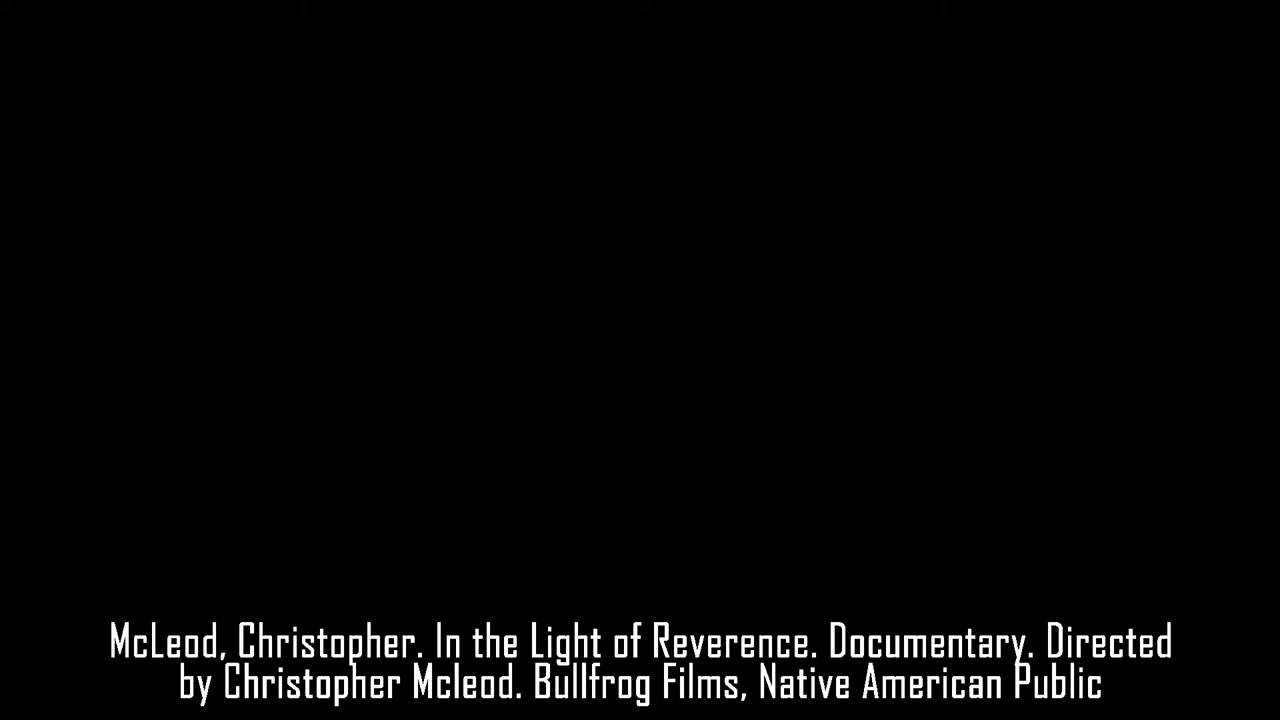 McLeod, Christopher. In the Light of Reverence. Documentary. Directed
by Christopher Mcleod. Bullfrog Films, Native American Public